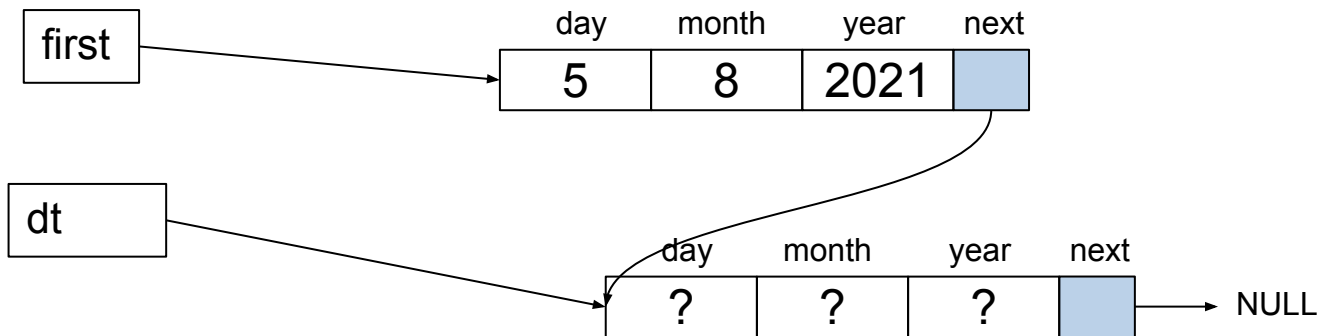 first
day month year next
5 8 2021
dt
day month year next
? ? ? NULL